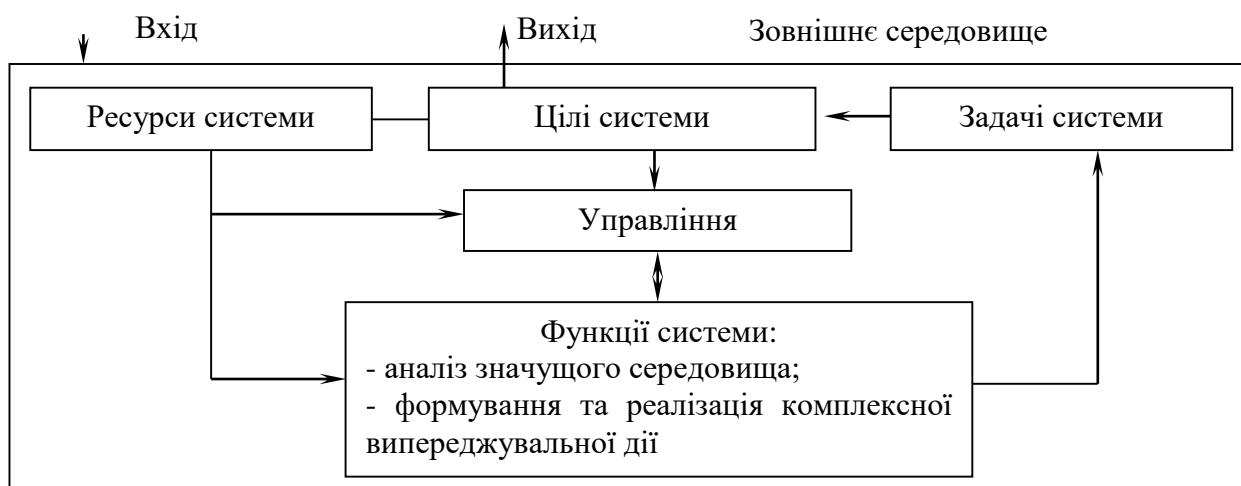 Вхід
Вихід
Зовнішнє середовище
Ресурси системи
Цілі системи
Задачі системи
Управління
Функції системи:
- аналіз значущого середовища;
- формування та реалізація комплексної
випереджувальної дії